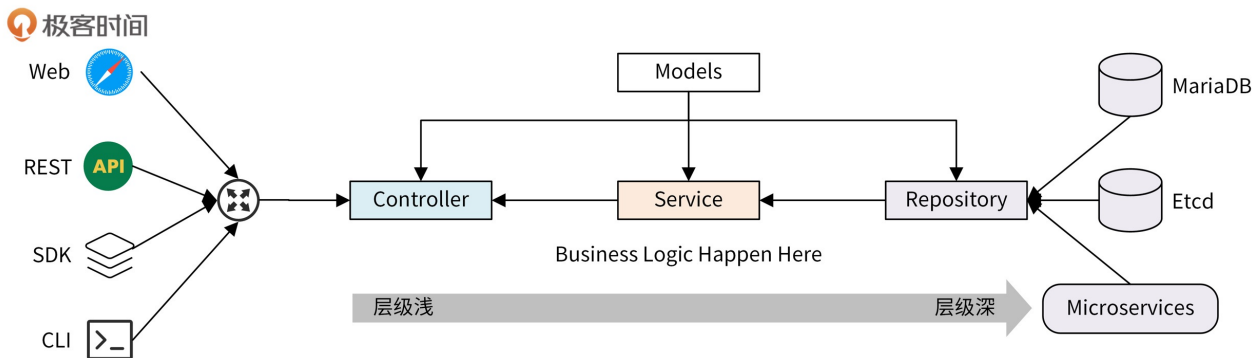 极客时间
Web
REST
API
SDK
CLI
Models
Controller
Service
Repository
Business Logic Happen Here
层级浅
层级深
MariaDB
Etcd
Microservices